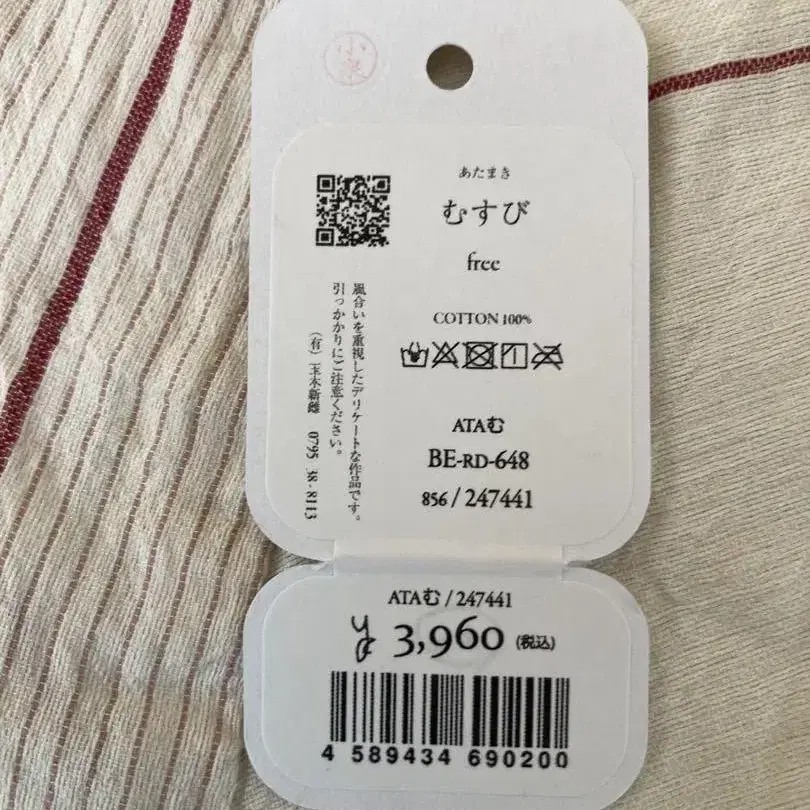 小泉
あたまき
むすび
free
COTTON 100%
風合いを重視したデリケートな作品です。
引っかかりにご注意ください。
(有) 玉木新雌 0795-38-8113
ATAむ
BE-RD-648
856 / 247441
ATAむ / 247441
¥ 3,960 (税込)
4 589434 690200